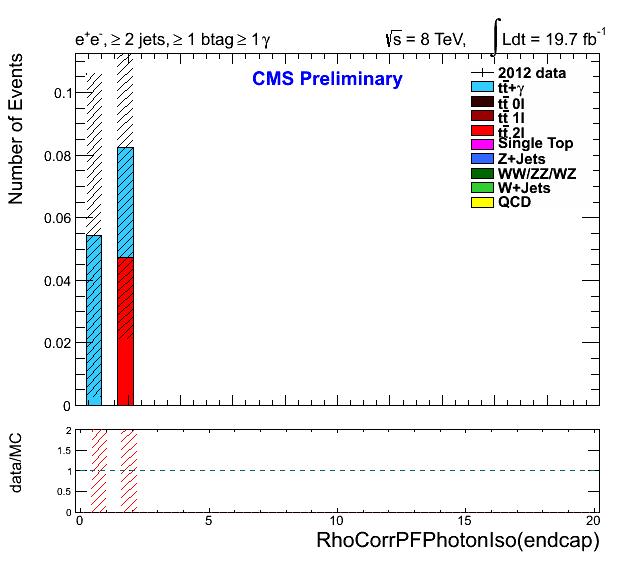 e⁺e⁻, ≥ 2 jets, ≥ 1 btag ≥ 1 γ
√s = 8 TeV, ∫ Ldt = 19.7 fb⁻¹
CMS Preliminary
2012 data
tt̄+γ
tt̄ 0l
tt̄ 1l
tt̄ 2l
Single Top
Z+Jets
WW/ZZ/WZ
W+Jets
QCD
Number of Events
0.1
0.08
0.06
0.04
0.02
0
data/MC
2
1.5
1
0.5
0
0 5 10 15 20
RhoCorrPFPhotonIso(endcap)